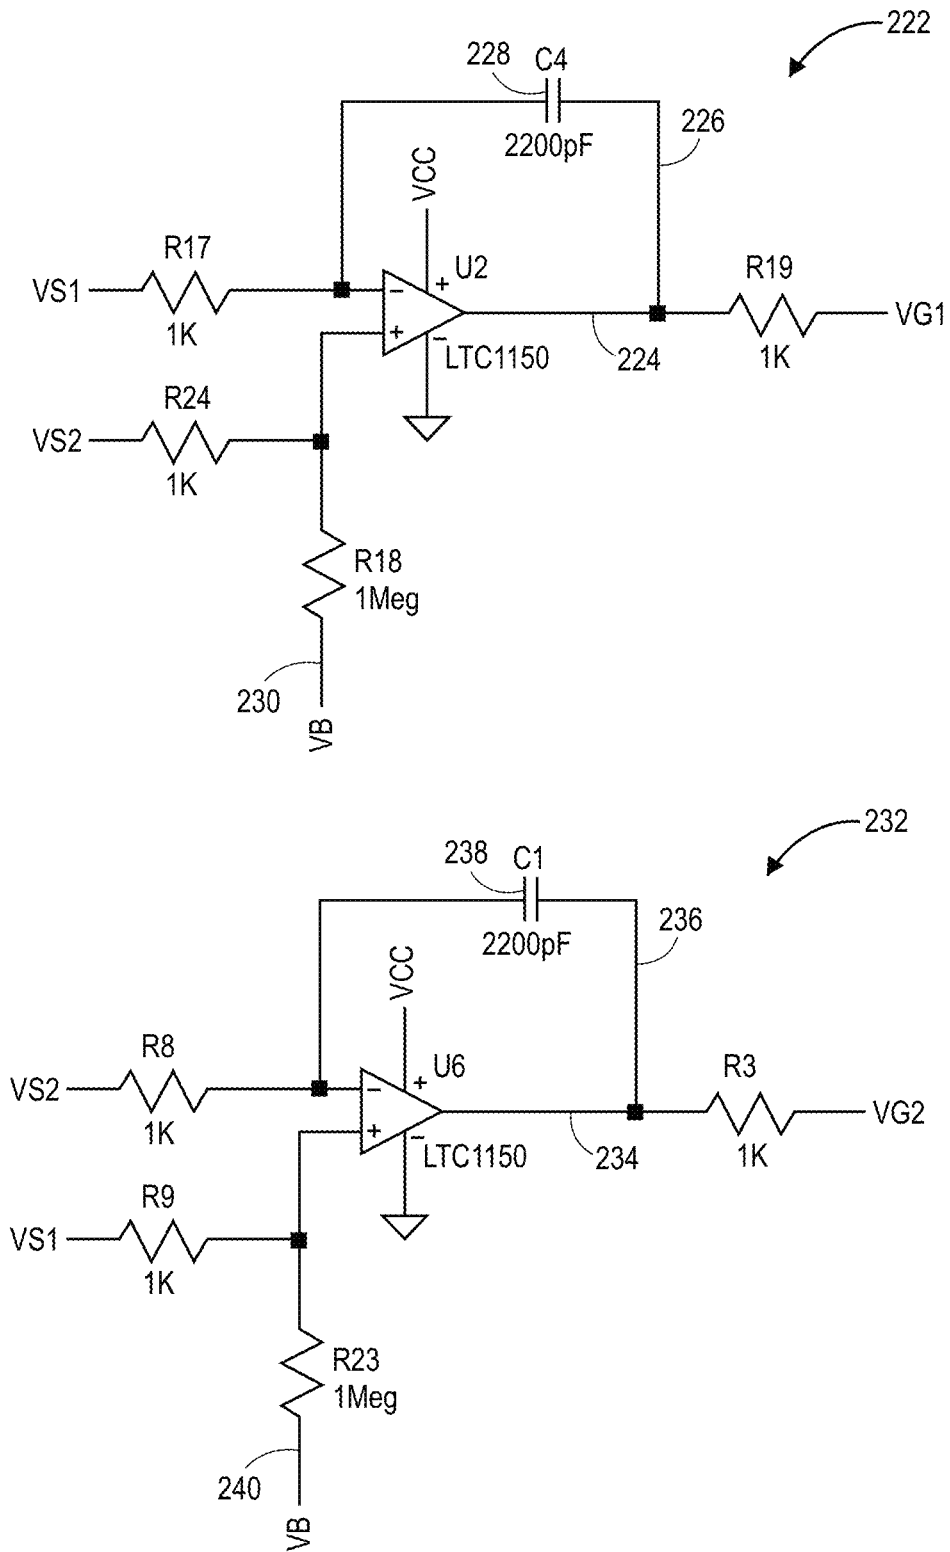 222
228 C4
226
2200pF
VCC
R17
U2
R19
VS1
-
+
VG1
1K
+
-
LTC1150
224
1K
R24
VS2
1K
R18
1Meg
230
VB
232
238 C1
236
2200pF
VCC
R8
U6
R3
VS2
-
+
VG2
1K
+
-
LTC1150
234
1K
R9
VS1
1K
R23
1Meg
240
VB